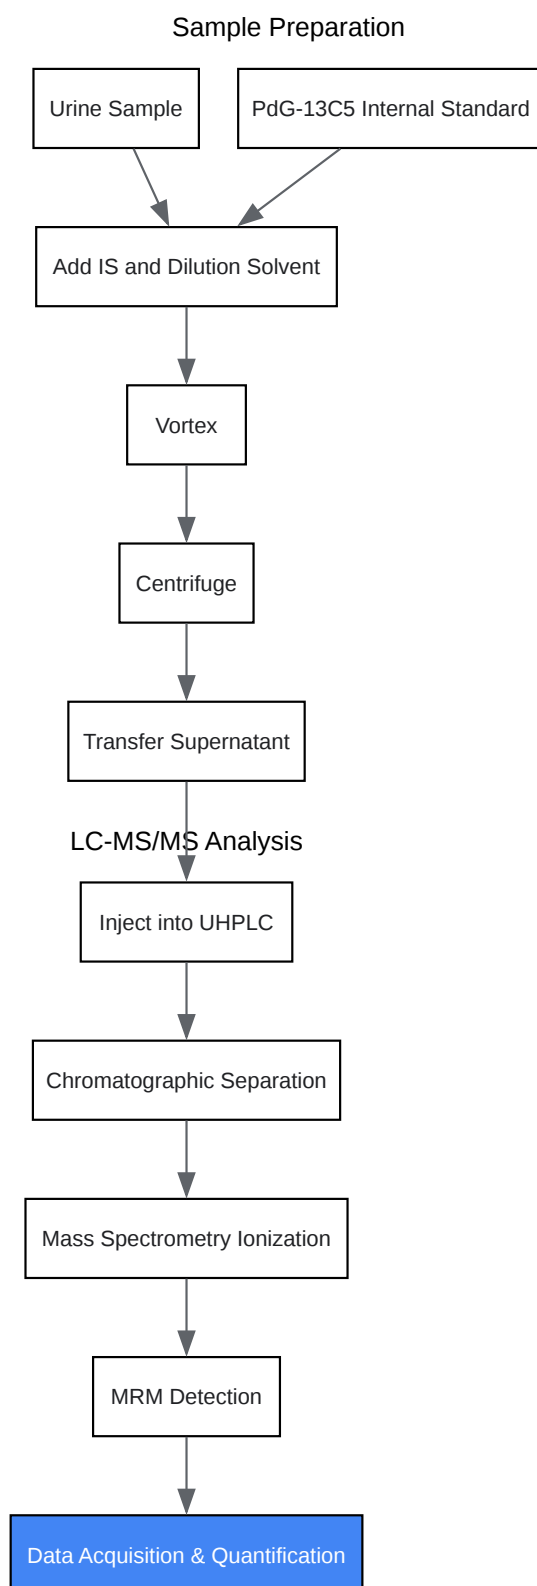 Sample Preparation
Urine Sample
PdG-13C5 Internal Standard
Add IS and Dilution Solvent
Vortex
Centrifuge
Transfer Supernatant
LC-MS/MS Analysis
Inject into UHPLC
Chromatographic Separation
Mass Spectrometry Ionization
MRM Detection
Data Acquisition & Quantification